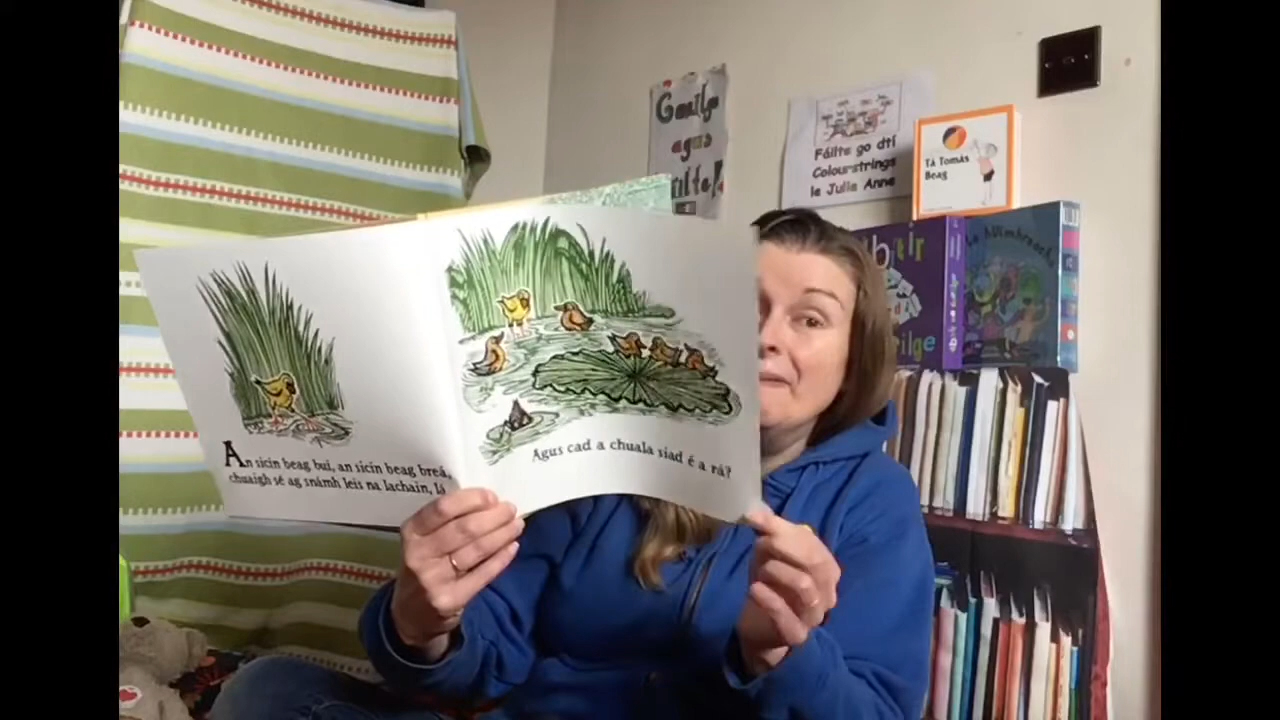 An sicín beag buí, an sicín beag breá,
chuaigh sé ag snámh leis na lachain, lá
Agus cad a chuala siad é a rá?
Gaeilge
agus
Fáilte go dtí
Colourstrings
le Julie Anne
Tá Tomás
Beag